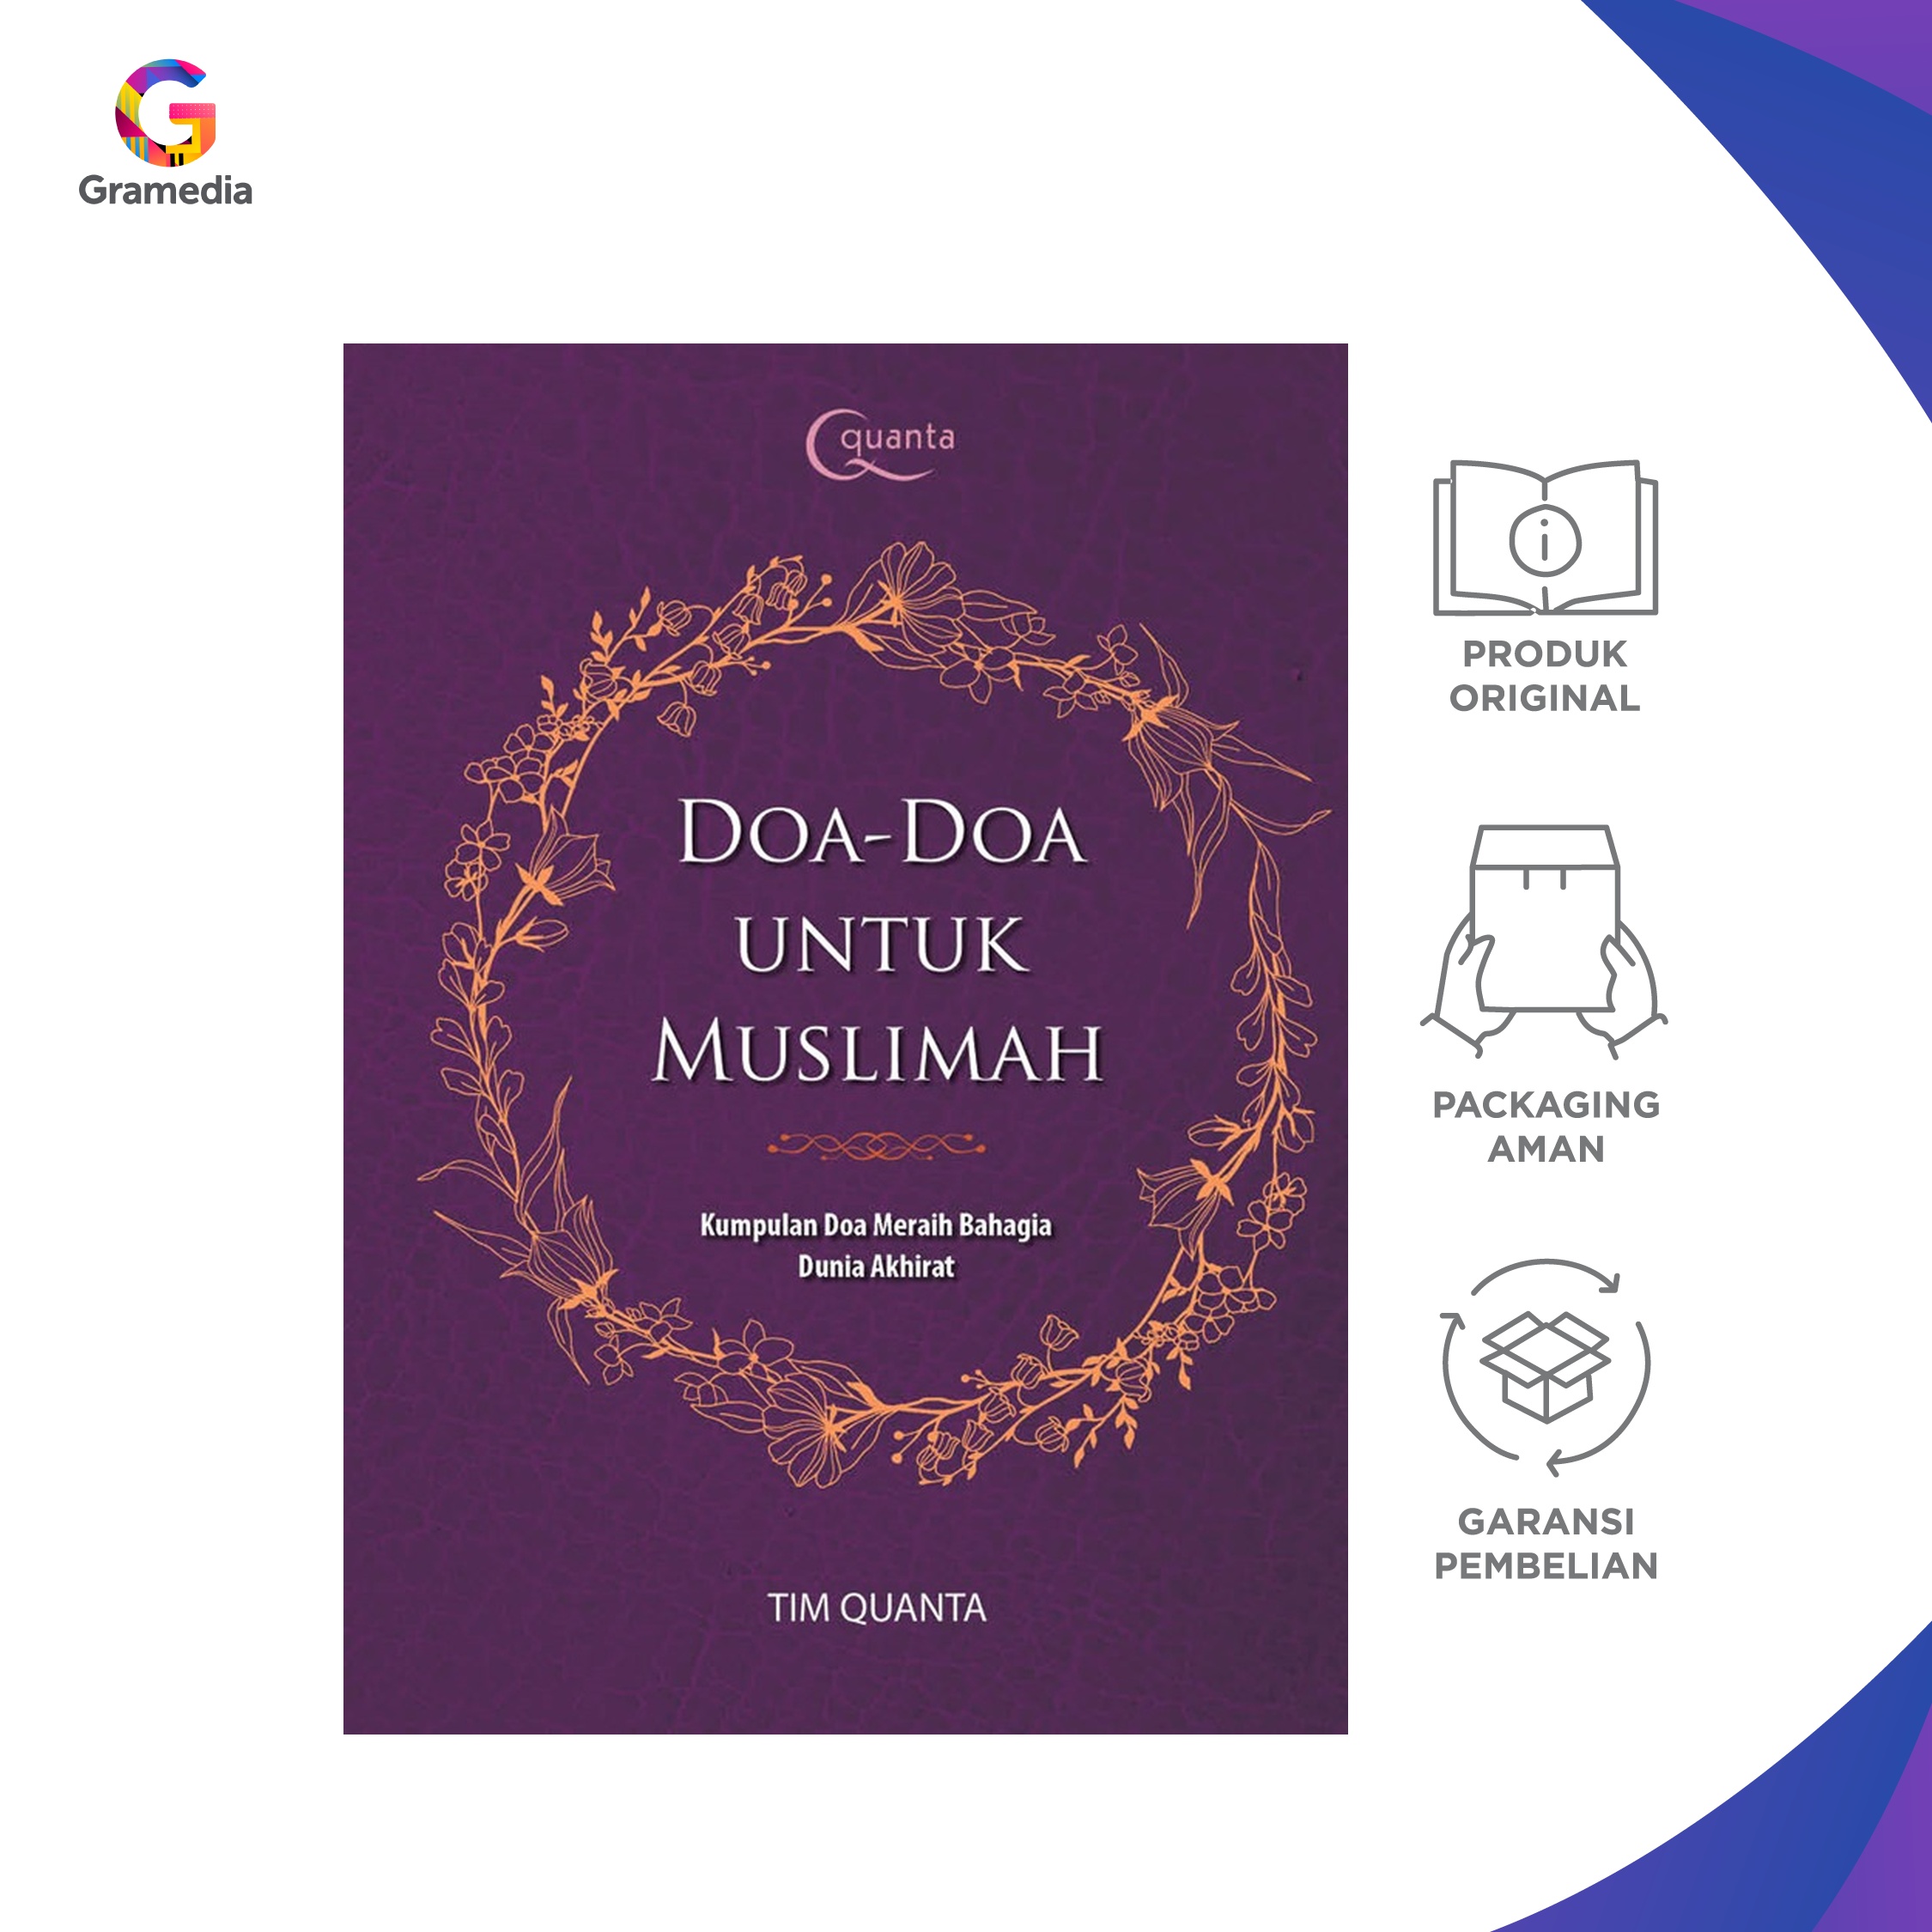 Gramedia
quanta
DOA-DOA
UNTUK
MUSLIMAH
Kumpulan Doa Meraih Bahagia
Dunia Akhirat
TIM QUANTA
PRODUK
ORIGINAL
PACKAGING
AMAN
GARANSI
PEMBELIAN